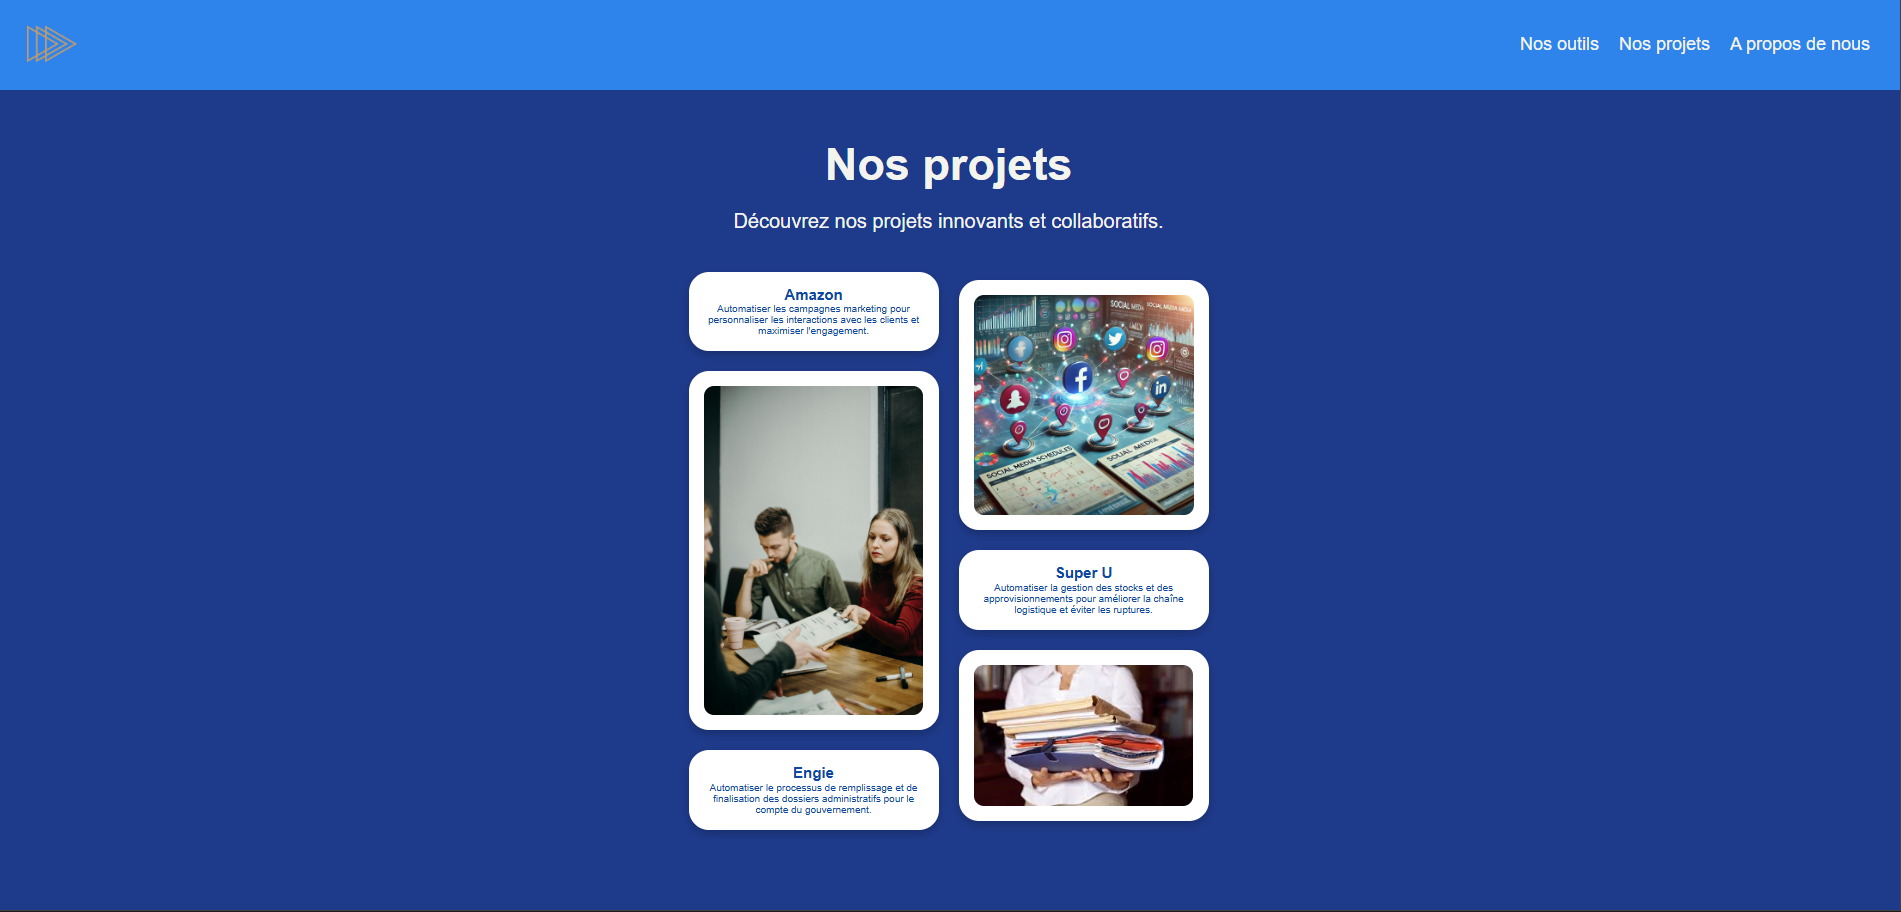 Nos outils Nos projets A propos de nous
Nos projets
Découvrez nos projets innovants et collaboratifs.
Amazon
Automatiser les campagnes marketing pour
personnaliser les interactions avec les clients et
maximiser l'engagement.
SOCIAL MEDIA
SOCIAL MEDIA
SOCIAL MEDIA SCHEDULES
Super U
Automatiser la gestion des stocks et des
approvisionnements pour améliorer la chaîne
logistique et éviter les ruptures.
Engie
Automatiser le processus de remplissage et de
finalisation des dossiers administratifs pour le
compte du gouvernement.